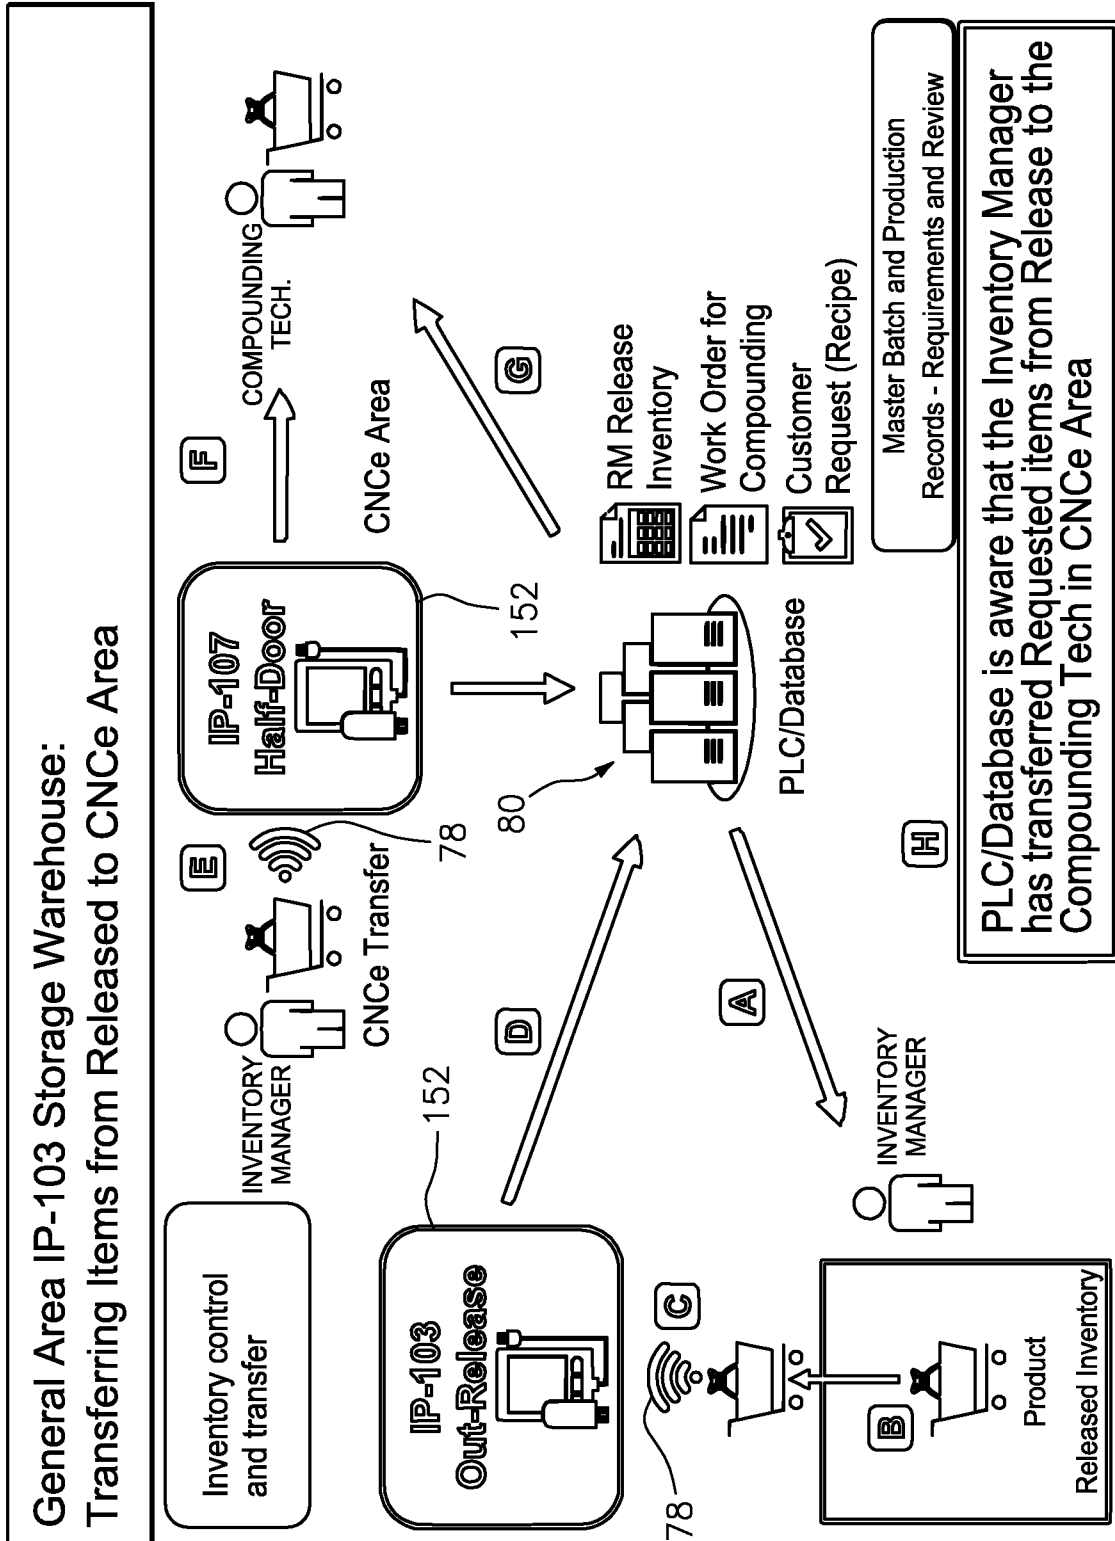 General Area IP-103 Storage Warehouse:
Transferring Items from Released to CNCe Area
Inventory control
and transfer
INVENTORY
MANAGER
CNCe Transfer
E
78
IP-107
Half-Door
152
F
CNCe Area
COMPOUNDING
TECH.
IP-103
Out-Release
152
D
80
PLC/Database
G
RM Release
Inventory
Work Order for
Compounding
Customer
Request (Recipe)
78
C
B
Product
Released Inventory
A
INVENTORY
MANAGER
Master Batch and Production
Records - Requirements and Review
H
PLC/Database is aware that the Inventory Manager
has transferred Requested items from Release to the
Compounding Tech in CNCe Area